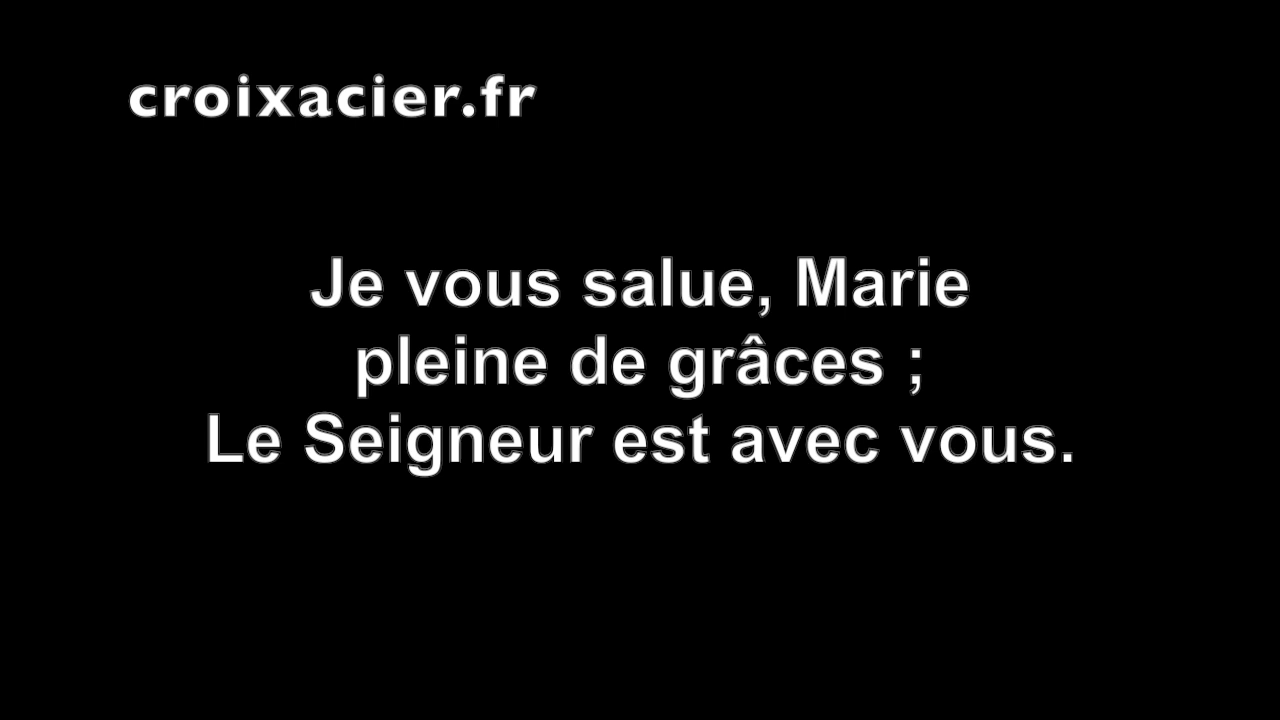 croixacier.fr
Je vous salue, Marie
pleine de grâces ;
Le Seigneur est avec vous.